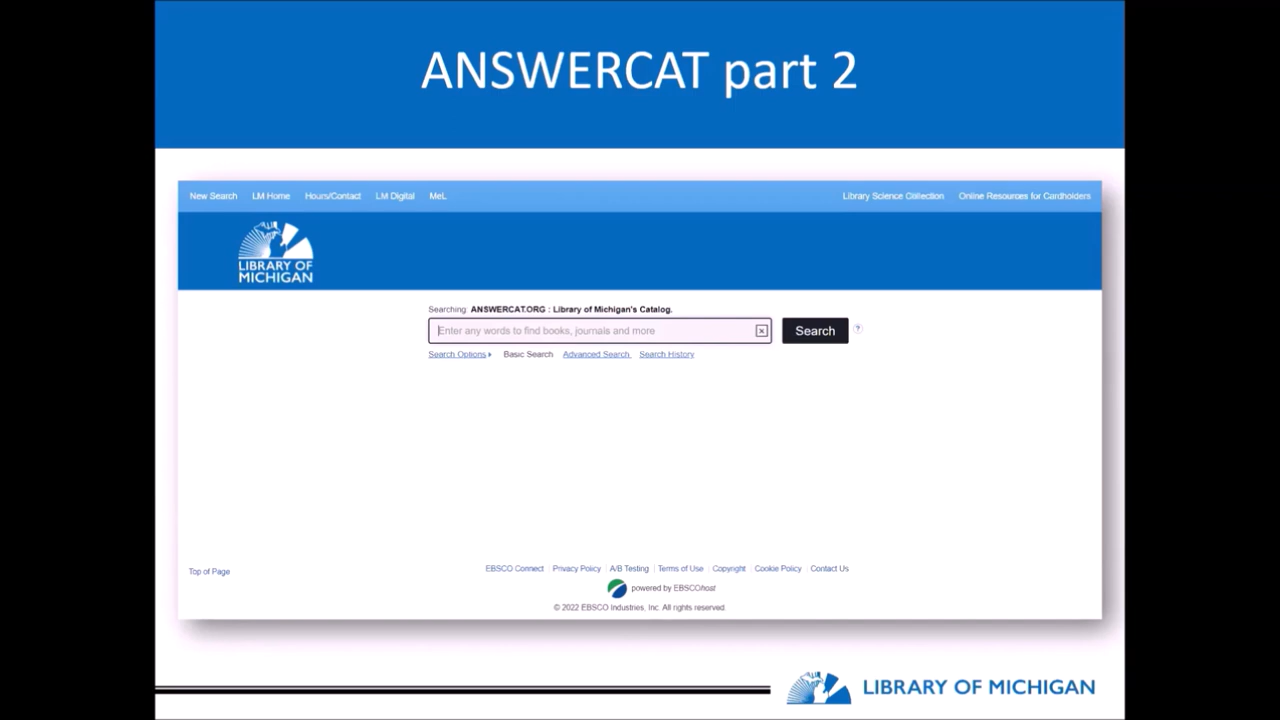 ANSWERCAT part 2
New Search LM Home Hours/Contact LM Digital MeL Library Science Collection Online Resources for Cardholders
LIBRARY OF
MICHIGAN
Searching: ANSWERCAT.ORG : Library of Michigan's Catalog.
Enter any words to find books, journals and more
Search ?
Search Options Basic Search Advanced Search Search History
Top of Page
EBSCO Connect Privacy Policy A/B Testing Terms of Use Copyright Cookie Policy Contact Us
powered by EBSCOhost
© 2022 EBSCO Industries, Inc. All rights reserved.
LIBRARY OF MICHIGAN